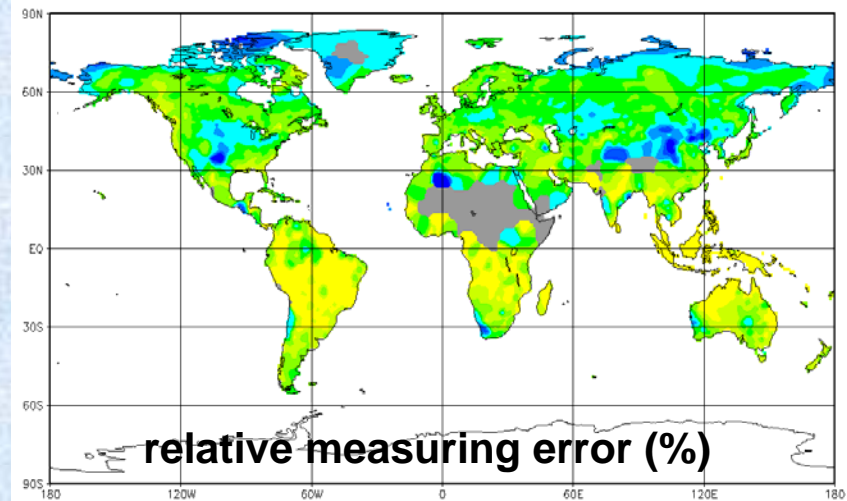 90N
60N
30N
EQ
30S
60S
relative measuring error (%)
90S
180 120W 60W 0 60E 120E 180